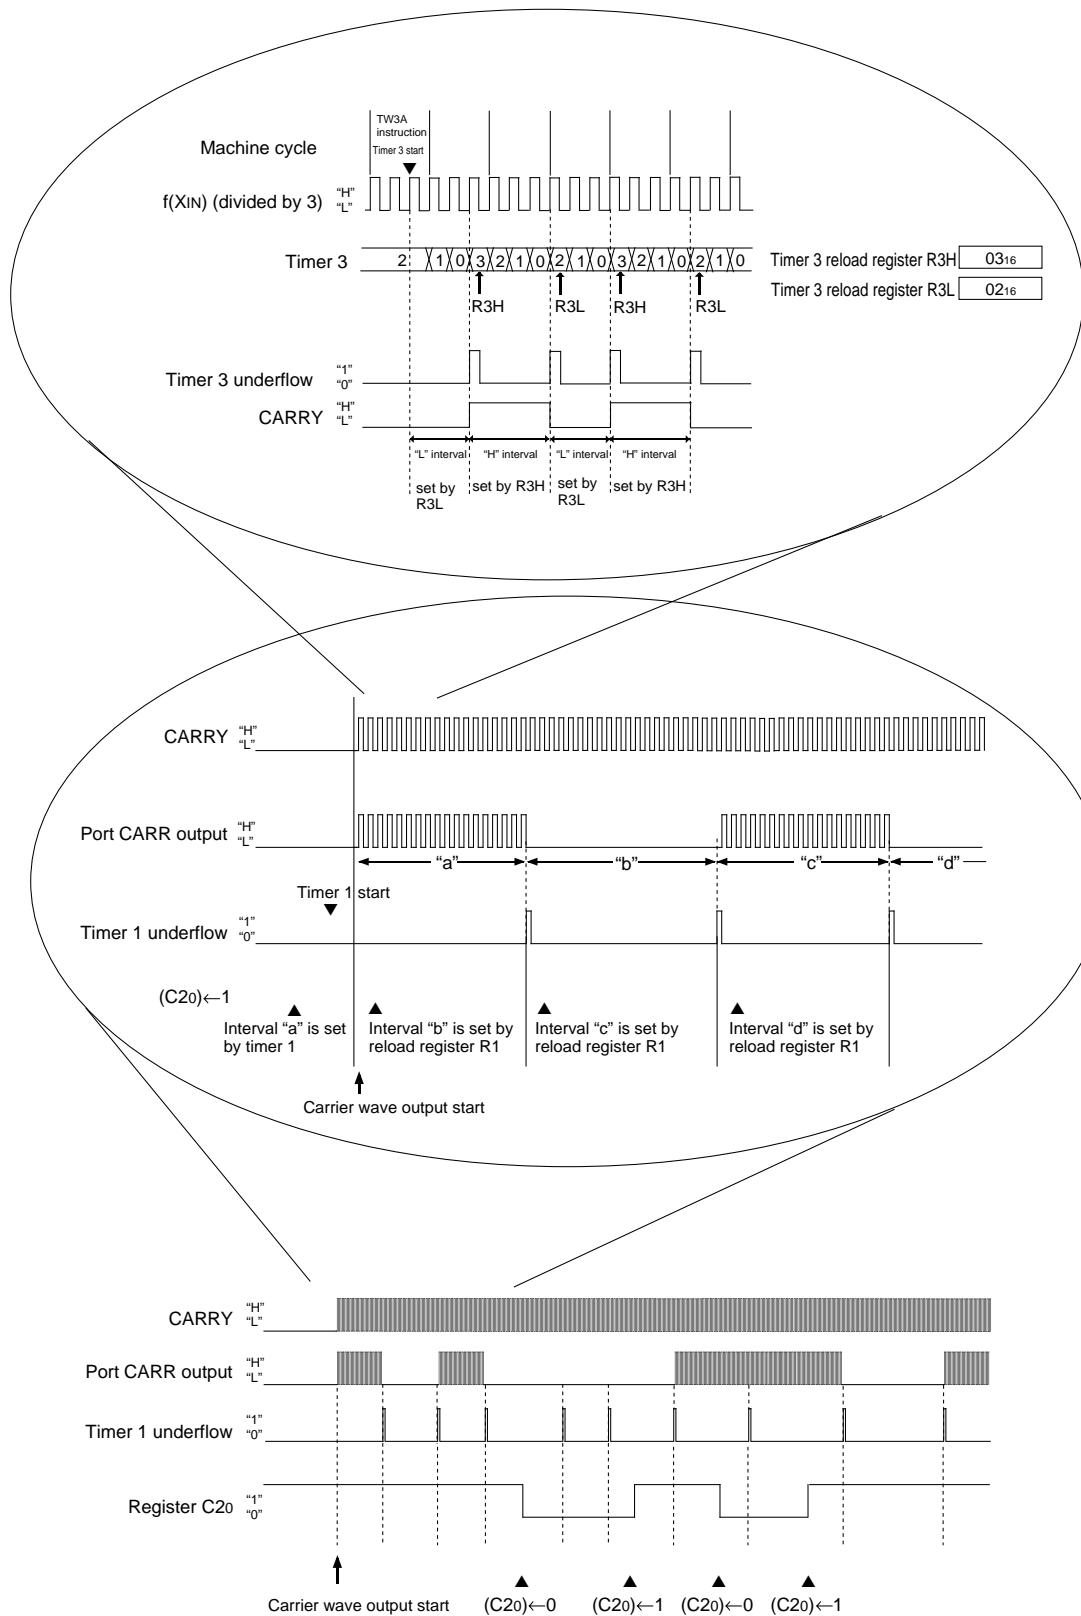 TW3A
instruction
Machine cycle
Timer 3 start
f(XIN) (divided by 3) “H”
“L”
Timer 3 2 1 0 3 2 1 0 2 1 0 3 2 1 0 2 1 0
Timer 3 reload register R3H 0316
Timer 3 reload register R3L 0216
R3H R3L R3H R3L
Timer 3 underflow “1”
“0”
CARRY “H”
“L”
“L” interval “H” interval “L” interval “H” interval
set by R3L set by R3H set by R3L set by R3H
CARRY “H”
“L”
Port CARR output “H”
“L”
“a” “b” “c” “d”
Timer 1 start
Timer 1 underflow “1”
“0”
(C20)←1
Interval “a” is set
by timer 1
Interval “b” is set by
reload register R1
Interval “c” is set by
reload register R1
Interval “d” is set by
reload register R1
Carrier wave output start
CARRY “H”
“L”
Port CARR output “H”
“L”
Timer 1 underflow “1”
“0”
Register C20 “1”
“0”
Carrier wave output start (C20)←0 (C20)←1 (C20)←0 (C20)←1